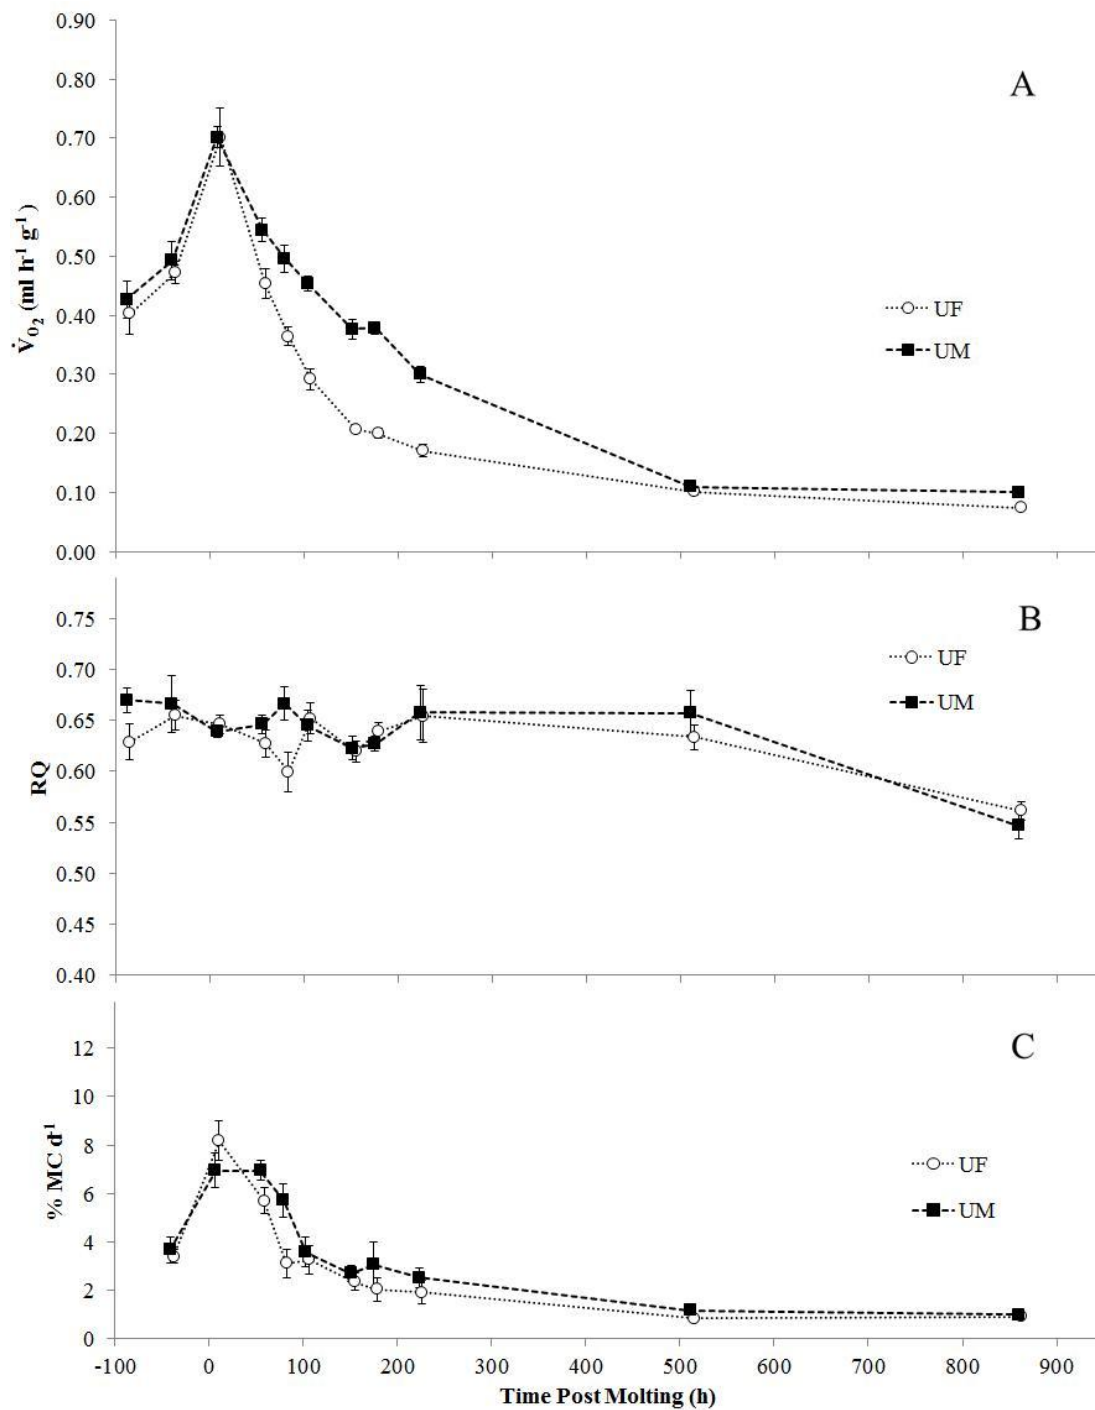 0.90
0.80
0.70
0.60
0.50
0.40
0.30
0.20
0.10
0.00
V̇O₂ (ml h⁻¹ g⁻¹)
A
UF
UM
0.75
0.70
0.65
0.60
0.55
0.50
0.45
0.40
RQ
B
UF
UM
12
10
8
6
4
2
0
% MC d⁻¹
C
UF
UM
-100 0 100 200 300 400 500 600 700 800 900
Time Post Molting (h)